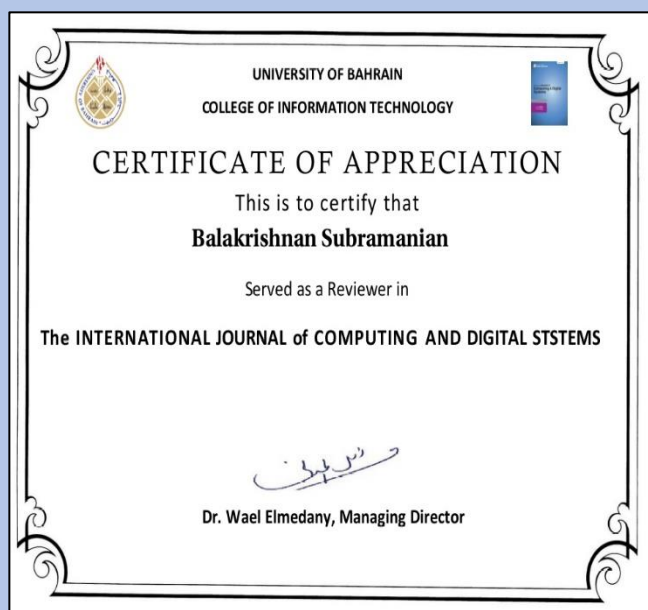 UNIVERSITY OF BAHRAIN
COLLEGE OF INFORMATION TECHNOLOGY
CERTIFICATE OF APPRECIATION
This is to certify that
Balakrishnan Subramanian
Served as a Reviewer in
The INTERNATIONAL JOURNAL of COMPUTING AND DIGITAL STSTEMS
Dr. Wael Elmedany, Managing Director